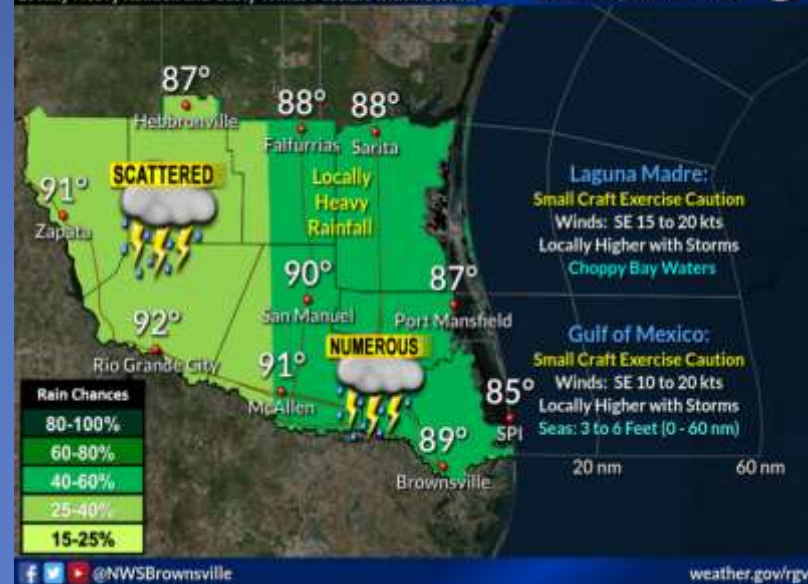 87°
Hebbronville
88°
Falfurrias
88°
Sarita
SCATTERED
Locally
Heavy
Rainfall
91°
Zapata
Laguna Madre:
Small Craft Exercise Caution
Winds: SE 15 to 20 kts
Locally Higher with Storms
Choppy Bay Waters
90°
San Manuel
87°
Port Mansfield
92°
Rio Grande City
NUMEROUS
91°
McAllen
Gulf of Mexico:
Small Craft Exercise Caution
Winds: SE 10 to 20 kts
Locally Higher with Storms
Seas: 3 to 6 Feet (0 - 60 nm)
85°
SPI
89°
Brownsville
20 nm
60 nm
Rain Chances
80-100%
60-80%
40-60%
25-40%
15-25%
@NWSBrownsville
weather.gov/rgv